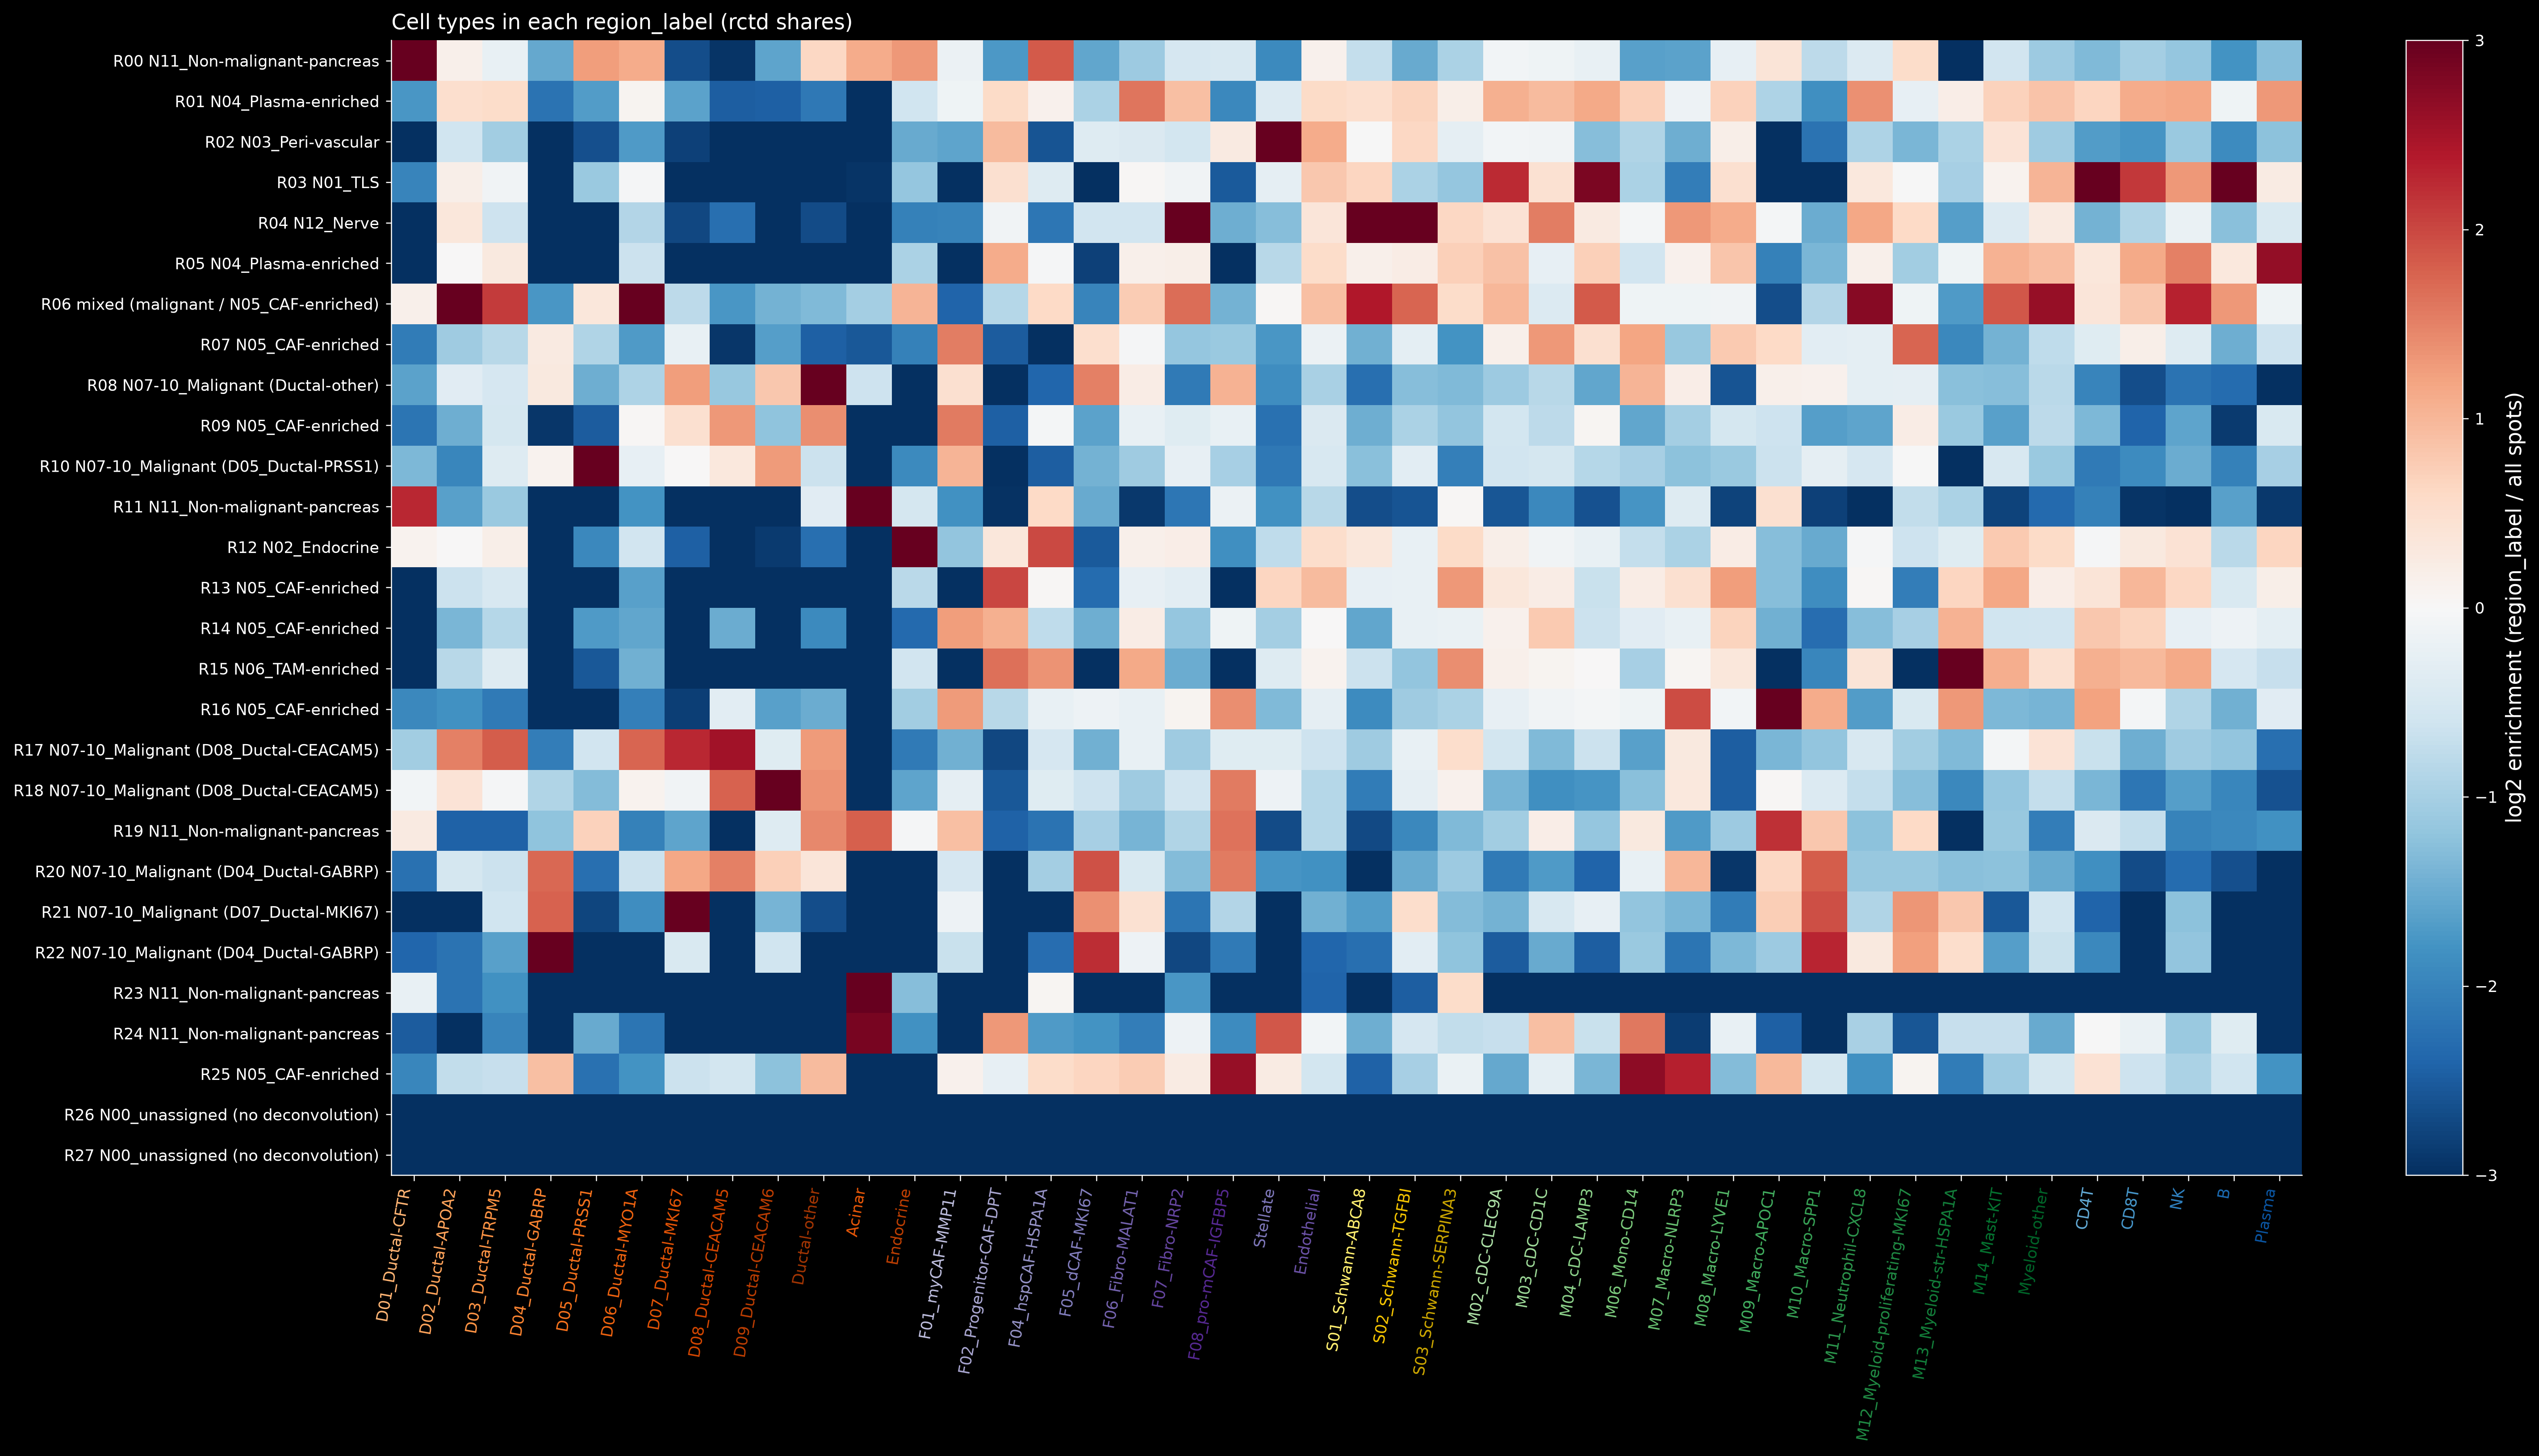 Cell types in each region_label (rctd shares)
R00 N11_Non-malignant-pancreas
R01 N04_Plasma-enriched
R02 N03_Peri-vascular
R03 N01_TLS
R04 N12_Nerve
R05 N04_Plasma-enriched
R06 mixed (malignant / N05_CAF-enriched)
R07 N05_CAF-enriched
R08 N07-10_Malignant (Ductal-other)
R09 N05_CAF-enriched
R10 N07-10_Malignant (D05_Ductal-PRSS1)
R11 N11_Non-malignant-pancreas
R12 N02_Endocrine
R13 N05_CAF-enriched
R14 N05_CAF-enriched
R15 N06_TAM-enriched
R16 N05_CAF-enriched
R17 N07-10_Malignant (D08_Ductal-CEACAM5)
R18 N07-10_Malignant (D08_Ductal-CEACAM5)
R19 N11_Non-malignant-pancreas
R20 N07-10_Malignant (D04_Ductal-GABRP)
R21 N07-10_Malignant (D07_Ductal-MKI67)
R22 N07-10_Malignant (D04_Ductal-GABRP)
R23 N11_Non-malignant-pancreas
R24 N11_Non-malignant-pancreas
R25 N05_CAF-enriched
R26 N00_unassigned (no deconvolution)
R27 N00_unassigned (no deconvolution)
D01_Ductal-CFTR
D02_Ductal-APOA2
D03_Ductal-TRPM5
D04_Ductal-GABRP
D05_Ductal-PRSS1
D06_Ductal-MYO1A
D07_Ductal-MKI67
D08_Ductal-CEACAM5
D09_Ductal-CEACAM6
Ductal-other
Acinar
Endocrine
F01_myCAF-MMP11
F02_Progenitor-CAF-DPT
F04_hspCAF-HSPA1A
F05_dCAF-MKI67
F06_Fibro-MALAT1
F07_Fibro-NRP2
F08_pro-mCAF-IGFBP5
Stellate
Endothelial
S01_Schwann-ABCA8
S02_Schwann-TGFBI
S03_Schwann-SERPINA3
M02_cDC-CLEC9A
M03_cDC-CD1C
M04_cDC-LAMP3
M06_Mono-CD14
M07_Macro-NLRP3
M08_Macro-LYVE1
M09_Macro-APOC1
M10_Macro-SPP1
M11_Neutrophil-CXCL8
M12_Myeloid-proliferating-MKI67
M13_Myeloid-str-HSPA1A
M14_Mast-KIT
Myeloid-other
CD4T
CD8T
NK
B
Plasma
3
2
1
0
−1
−2
−3
log2 enrichment (region_label / all spots)